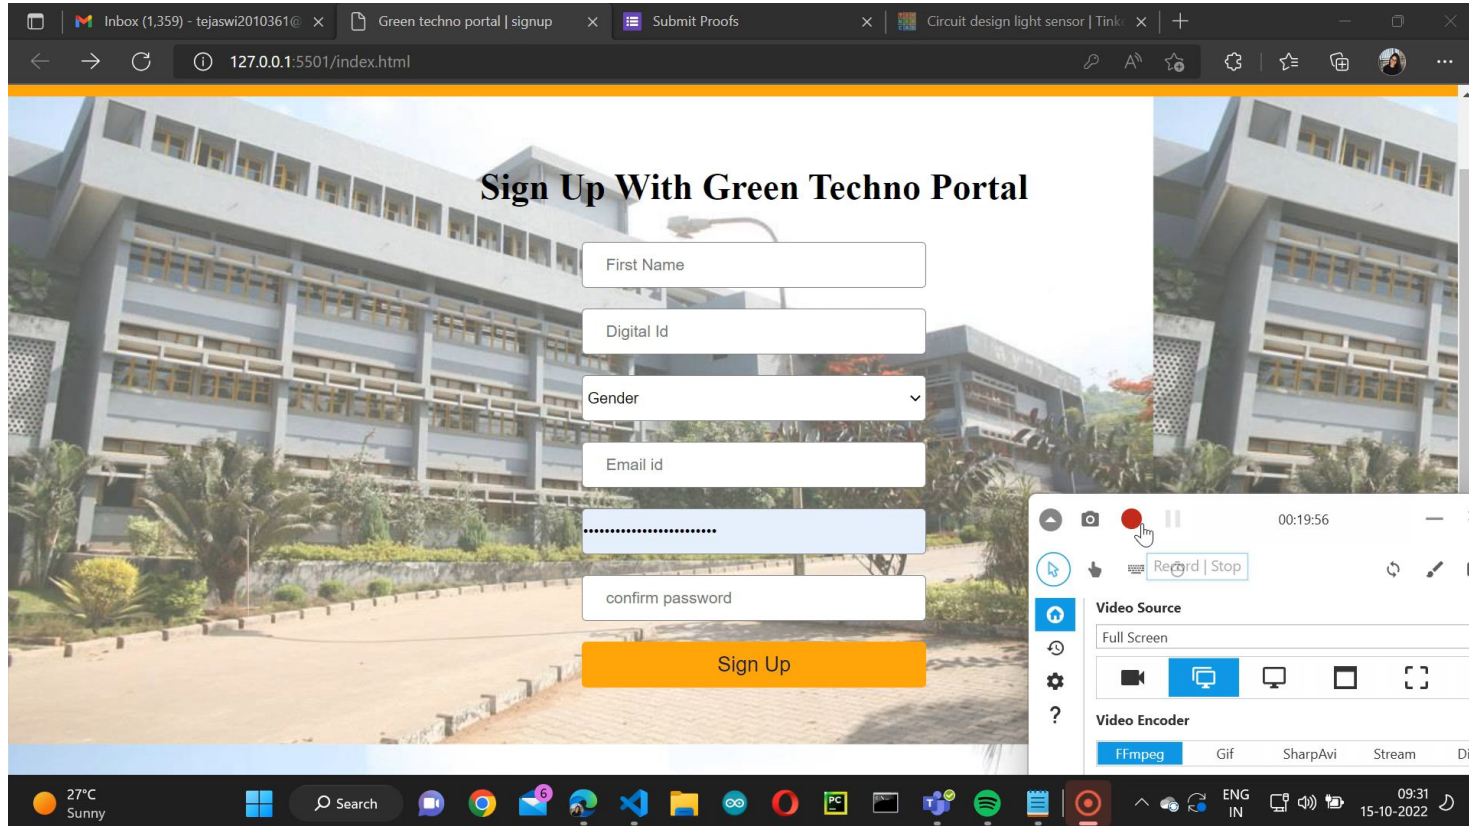 Inbox (1,359) - tejaswi2010361@
Green techno portal | signup
Submit Proofs
Circuit design light sensor | Tink
127.0.0.1:5501/index.html
Sign Up With Green Techno Portal
First Name
Digital Id
Gender
Email id
confirm password
Sign Up
00:19:56
Record | Stop
Video Source
Full Screen
Video Encoder
FFmpeg Gif SharpAvi Stream Di
27°C
Sunny
Search
6
PC
ENG
IN
09:31
15-10-2022